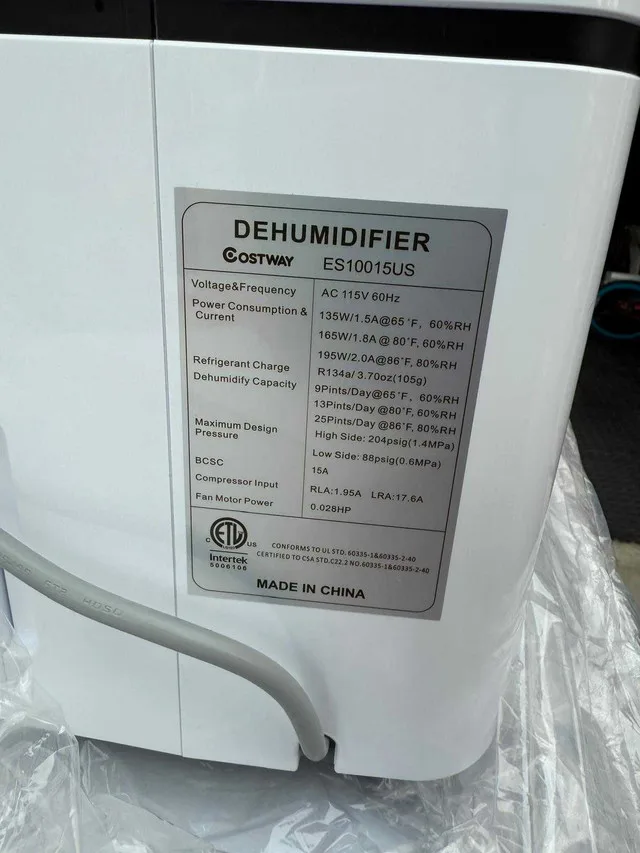 DEHUMIDIFIER
COSTWAY ES10015US
Voltage&Frequency AC 115V 60Hz
Power Consumption & Current 135W/1.5A@65°F, 60%RH
165W/1.8A @ 80°F, 60%RH
195W/2.0A@86°F, 80%RH
Refrigerant Charge R134a/ 3.70oz(105g)
Dehumidify Capacity 9Pints/Day@65°F, 60%RH
13Pints/Day @80°F, 60%RH
25Pints/Day @86°F, 80%RH
Maximum Design Pressure High Side: 204psig(1.4MPa)
Low Side: 88psig(0.6MPa)
BCSC 15A
Compressor Input RLA:1.95A LRA:17.6A
Fan Motor Power 0.028HP
C ETL US
Intertek
5006106
CONFORMS TO UL STD. 60335-1&60335-2-40
CERTIFIED TO CSA STD.C22.2 NO.60335-1&60335-2-40
MADE IN CHINA